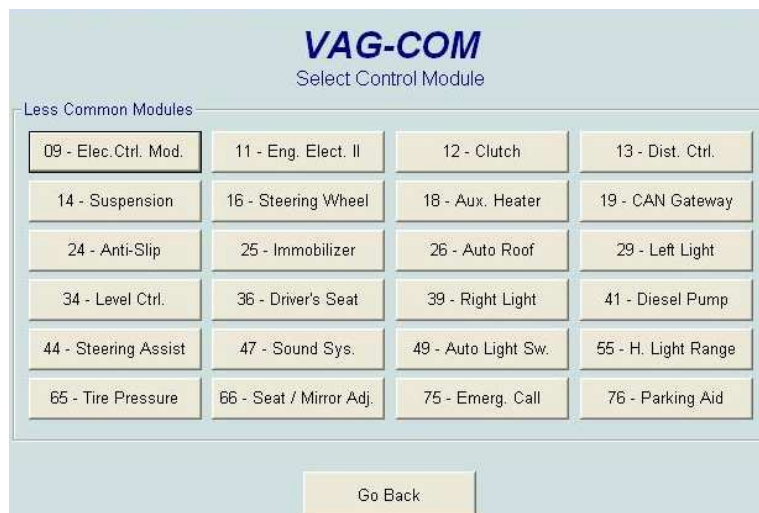 VAG-COM
Select Control Module
Less Common Modules
09 - Elec.Ctrl. Mod.
11 - Eng. Elect. II
12 - Clutch
13 - Dist. Ctrl.
14 - Suspension
16 - Steering Wheel
18 - Aux. Heater
19 - CAN Gateway
24 - Anti-Slip
25 - Immobilizer
26 - Auto Roof
29 - Left Light
34 - Level Ctrl.
36 - Driver's Seat
39 - Right Light
41 - Diesel Pump
44 - Steering Assist
47 - Sound Sys.
49 - Auto Light Sw.
55 - H. Light Range
65 - Tire Pressure
66 - Seat / Mirror Adj.
75 - Emerg. Call
76 - Parking Aid
Go Back